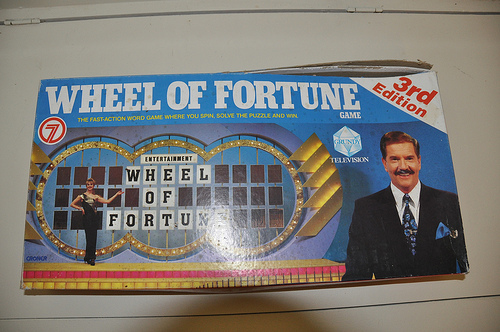 WHEEL OF FORTUNE
GAME
3rd
Edition
THE FAST-ACTION WORD GAME WHERE YOU SPIN, SOLVE THE PUZZLE AND WIN
7
GRUNDY
TELEVISION
ENTERTAINMENT
WHEEL
OF
FORTUN
CROWN